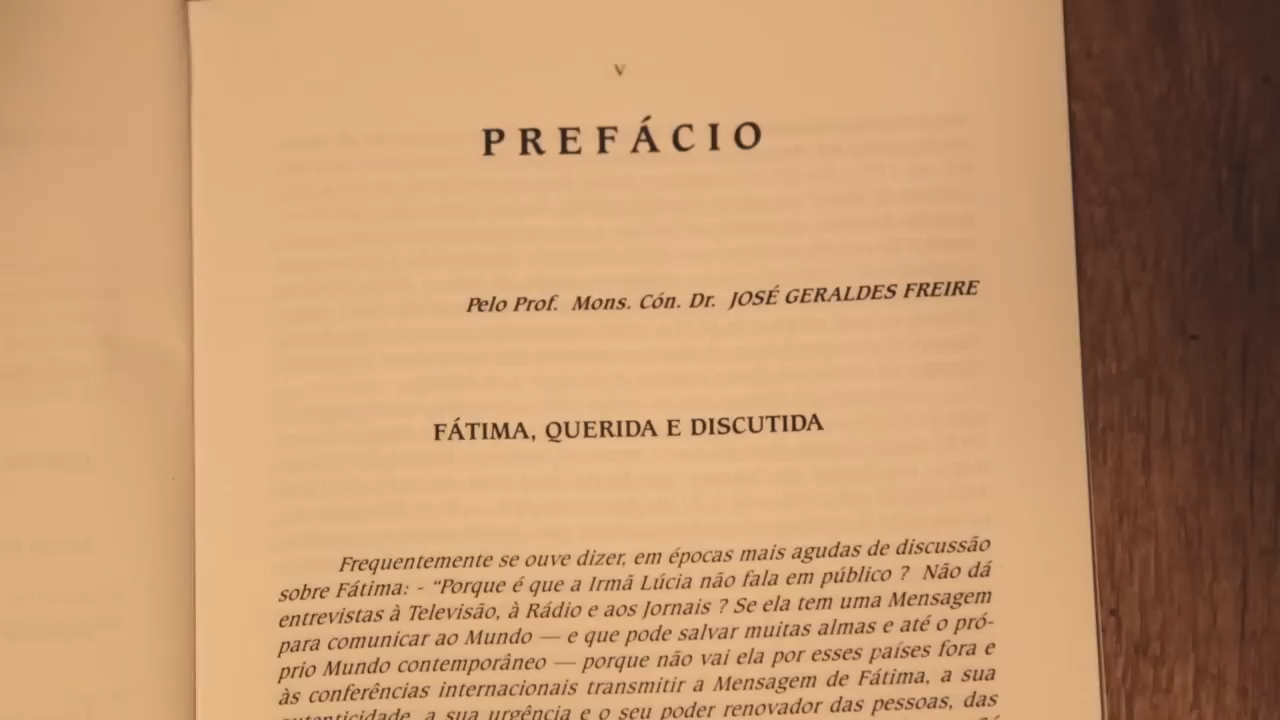 v
PREFÁCIO
Pelo Prof. Mons. Cón. Dr. JOSÉ GERALDES FREIRE
FÁTIMA, QUERIDA E DISCUTIDA
Frequentemente se ouve dizer, em épocas mais agudas de discussão
sobre Fátima: - “Porque é que a Irmã Lúcia não fala em público ? Não dá
entrevistas à Televisão, à Rádio e aos Jornais ? Se ela tem uma Mensagem
para comunicar ao Mundo — e que pode salvar muitas almas e até o pró-
prio Mundo contemporâneo — porque não vai ela por esses países fora e
às conferências internacionais transmitir a Mensagem de Fátima, a sua
autenticidade, a sua urgência e o seu poder renovador das pessoas, das